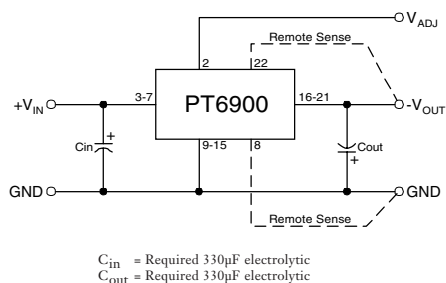 V_ADJ
Remote Sense
2
22
+V_IN
3-7
PT6900
16-21
-V_OUT
+
Cin
9-15
8
Cout
+
GND
GND
Remote Sense
C_in = Required 330µF electrolytic
C_out = Required 330µF electrolytic